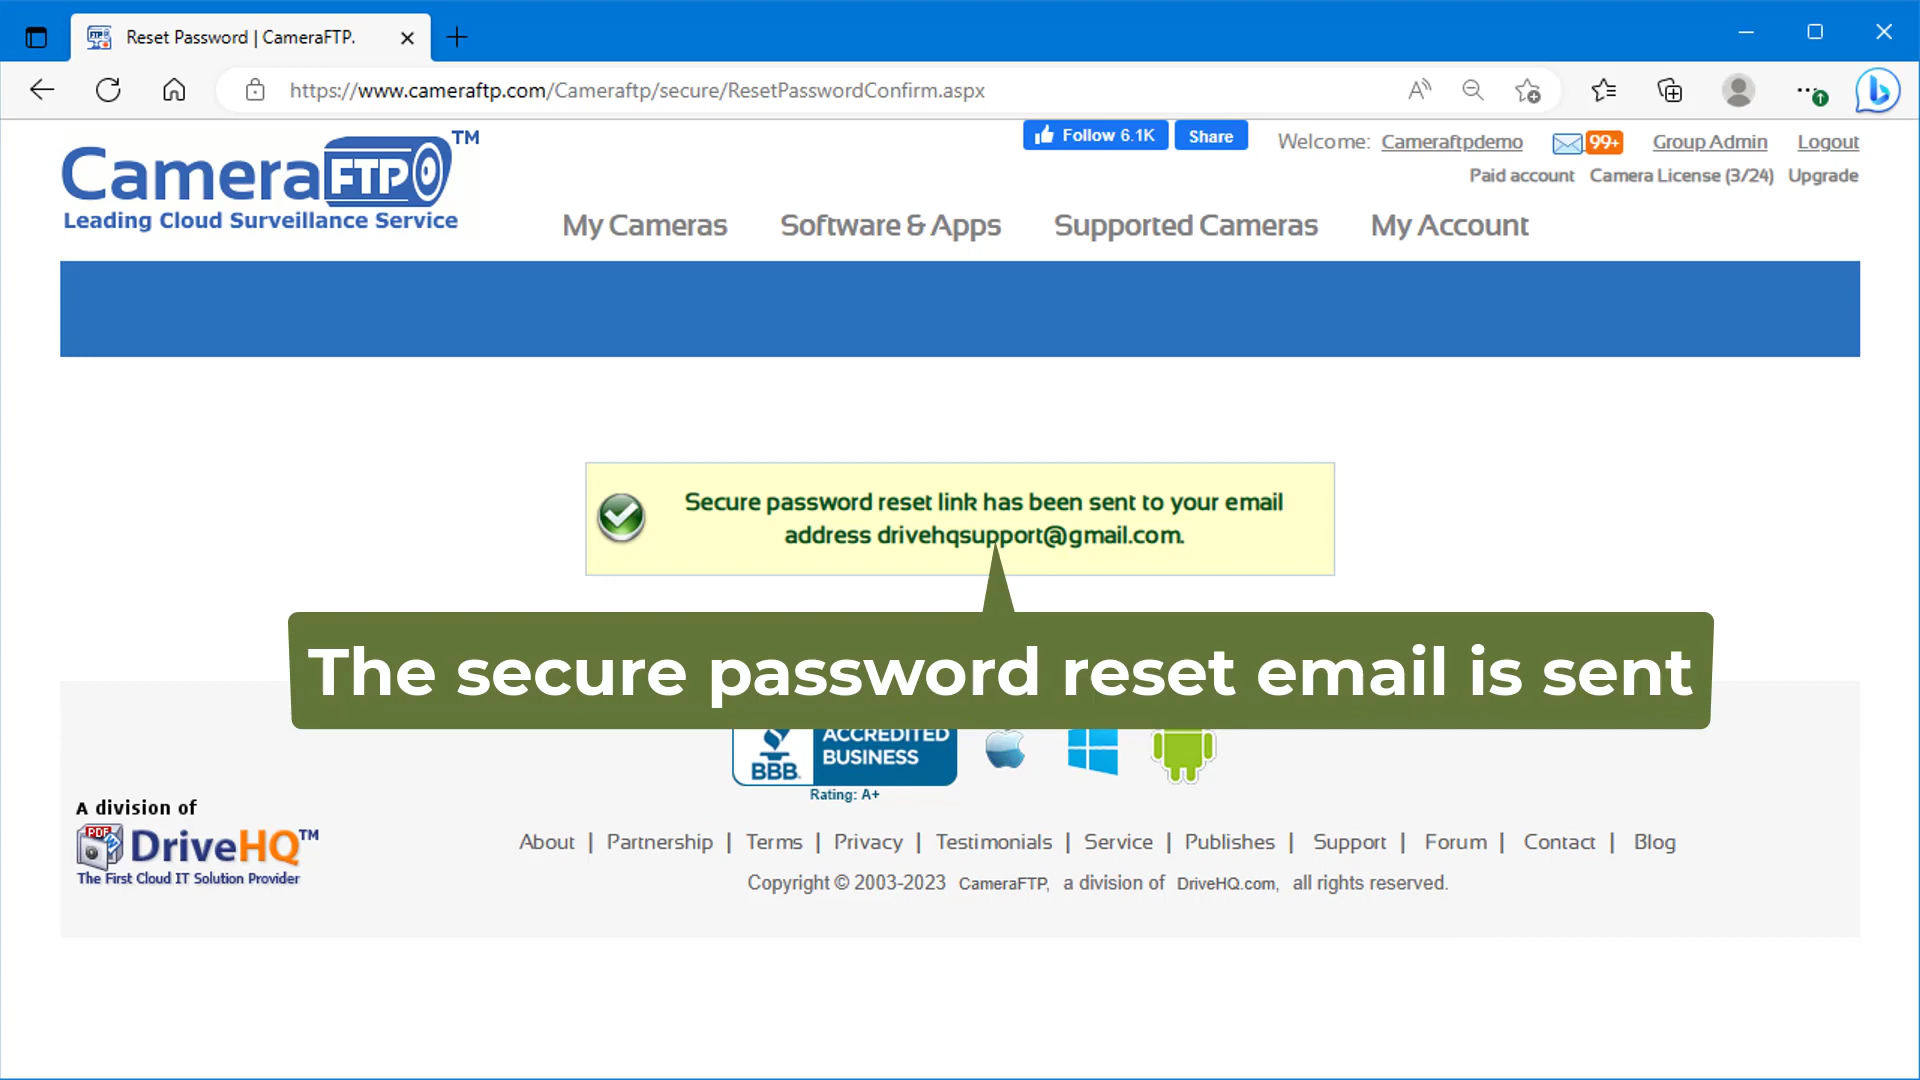 Reset Password | CameraFTP.
https://www.cameraftp.com/Cameraftp/secure/ResetPasswordConfirm.aspx
CameraFTP™
Leading Cloud Surveillance Service
Follow 6.1K
Share
Welcome: Cameraftpdemo
99+
Group Admin
Logout
Paid account
Camera License (3/24)
Upgrade
My Cameras
Software & Apps
Supported Cameras
My Account
Secure password reset link has been sent to your email
address drivehqsupport@gmail.com.
The secure password reset email is sent
BBB.
ACCREDITED
BUSINESS
Rating: A+
A division of
PDF
DriveHQ™
The First Cloud IT Solution Provider
About | Partnership | Terms | Privacy | Testimonials | Service | Publishes | Support | Forum | Contact | Blog
Copyright © 2003-2023 CameraFTP, a division of DriveHQ.com, all rights reserved.